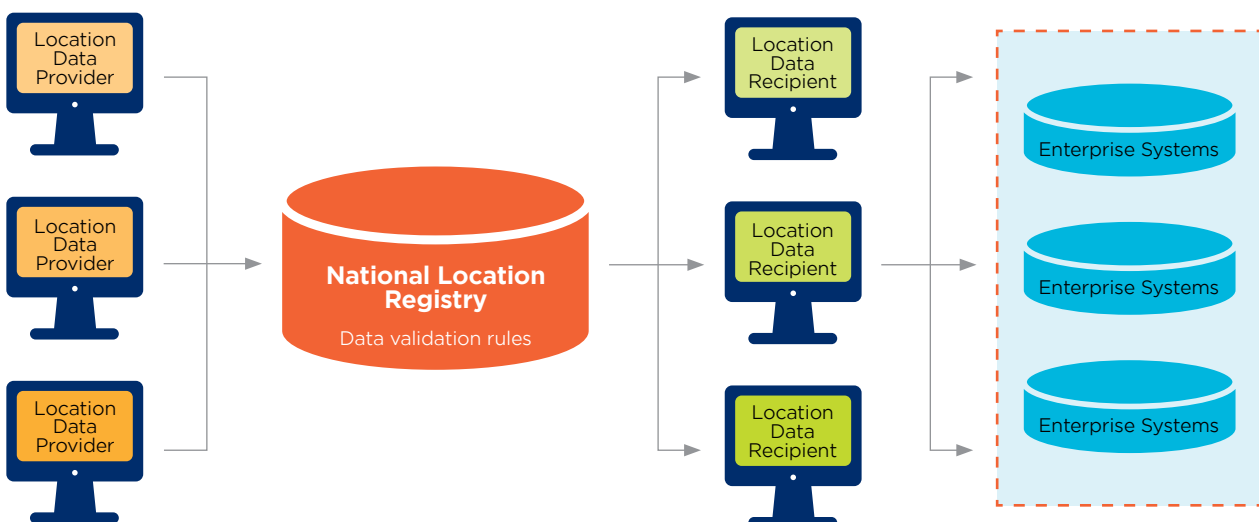 Location
Data
Provider
Location
Data
Provider
Location
Data
Provider
National Location
Registry
Data validation rules
Location
Data
Recipient
Location
Data
Recipient
Location
Data
Recipient
Enterprise Systems
Enterprise Systems
Enterprise Systems